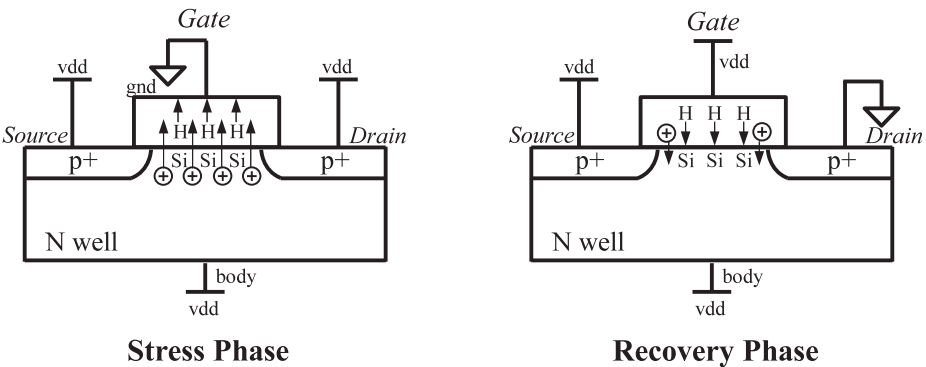 Gate
vdd
gnd
vdd
H H H
Source
Drain
p+
Si Si Si
p+
+ + + +
N well
body
vdd
Stress Phase
Gate
vdd
vdd
H H H
Source
+ +
Drain
p+
Si Si Si
p+
N well
body
vdd
Recovery Phase